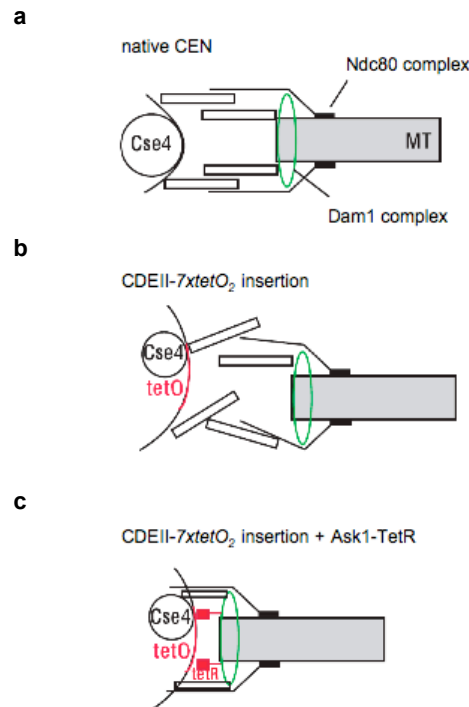 a
native CEN
Ndc80 complex
Cse4
MT
Dam1 complex
b
CDEII-7xtetO₂ insertion
Cse4
tetO
c
CDEII-7xtetO₂ insertion + Ask1-TetR
Cse4
tetO
tetR